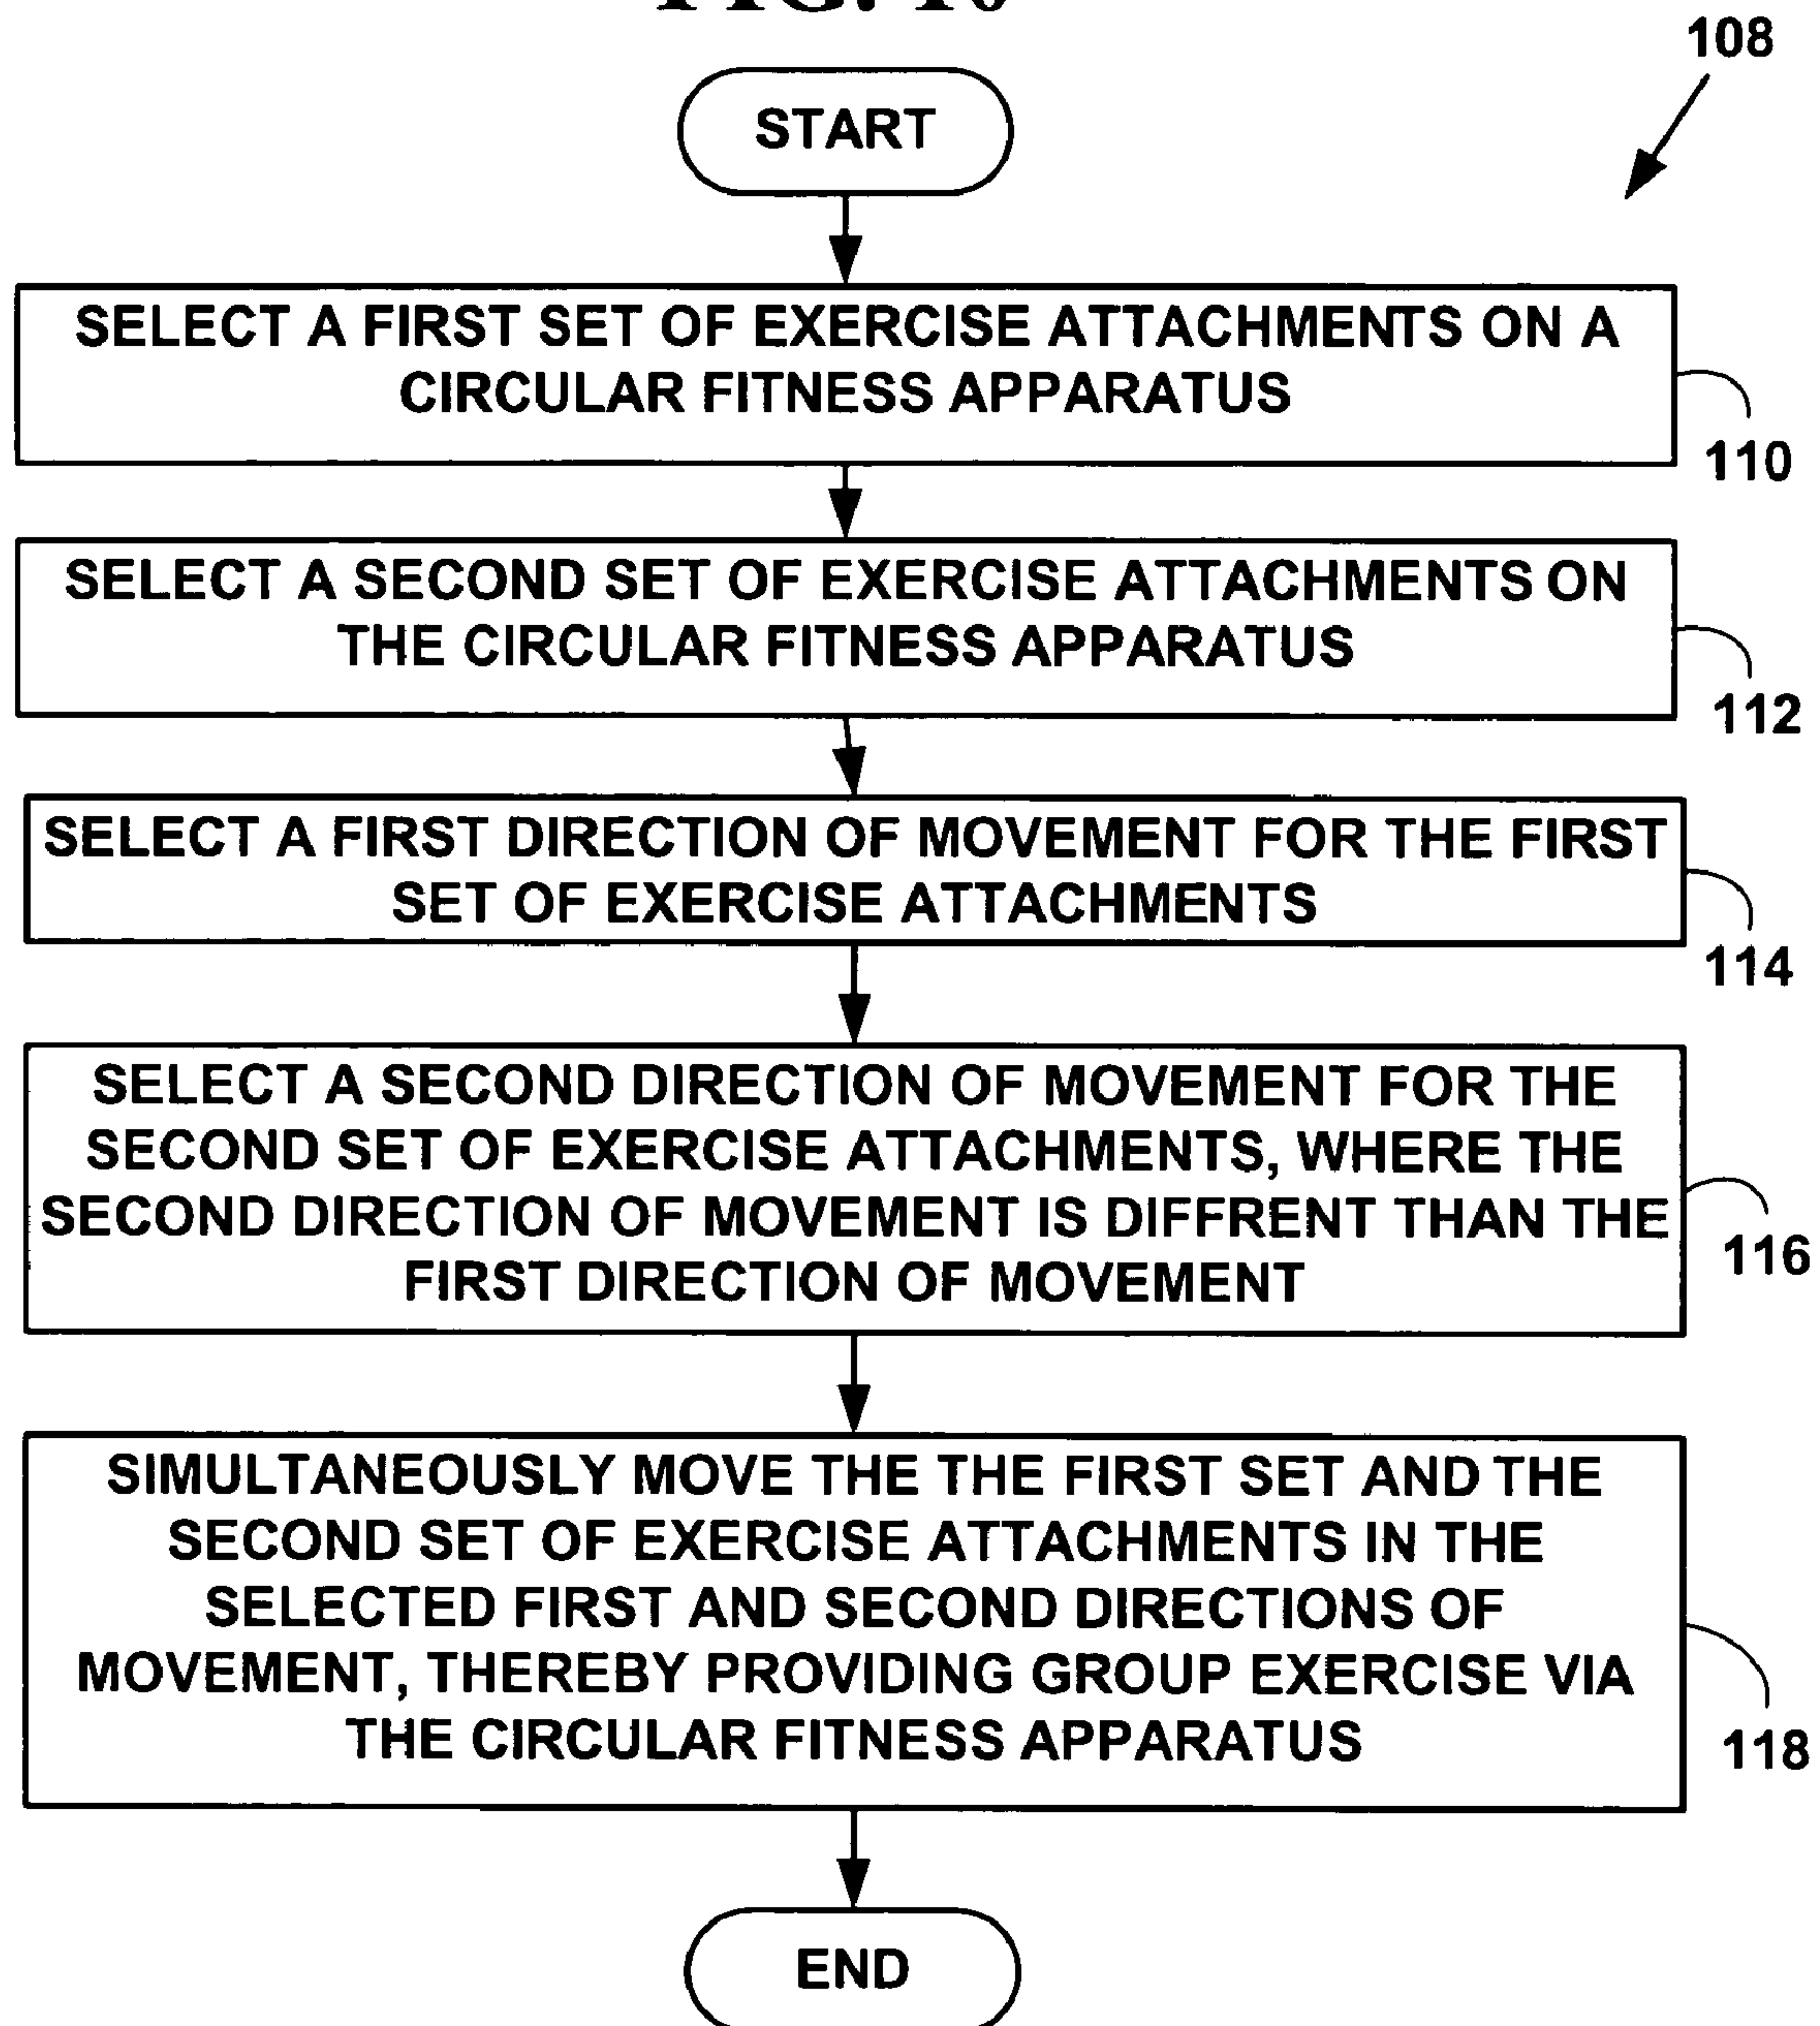 FIG. 10
108
START
SELECT A FIRST SET OF EXERCISE ATTACHMENTS ON A
CIRCULAR FITNESS APPARATUS
110
SELECT A SECOND SET OF EXERCISE ATTACHMENTS ON
THE CIRCULAR FITNESS APPARATUS
112
SELECT A FIRST DIRECTION OF MOVEMENT FOR THE FIRST
SET OF EXERCISE ATTACHMENTS
114
SELECT A SECOND DIRECTION OF MOVEMENT FOR THE
SECOND SET OF EXERCISE ATTACHMENTS, WHERE THE
SECOND DIRECTION OF MOVEMENT IS DIFFRENT THAN THE
FIRST DIRECTION OF MOVEMENT
116
SIMULTANEOUSLY MOVE THE THE FIRST SET AND THE
SECOND SET OF EXERCISE ATTACHMENTS IN THE
SELECTED FIRST AND SECOND DIRECTIONS OF
MOVEMENT, THEREBY PROVIDING GROUP EXERCISE VIA
THE CIRCULAR FITNESS APPARATUS
118
END